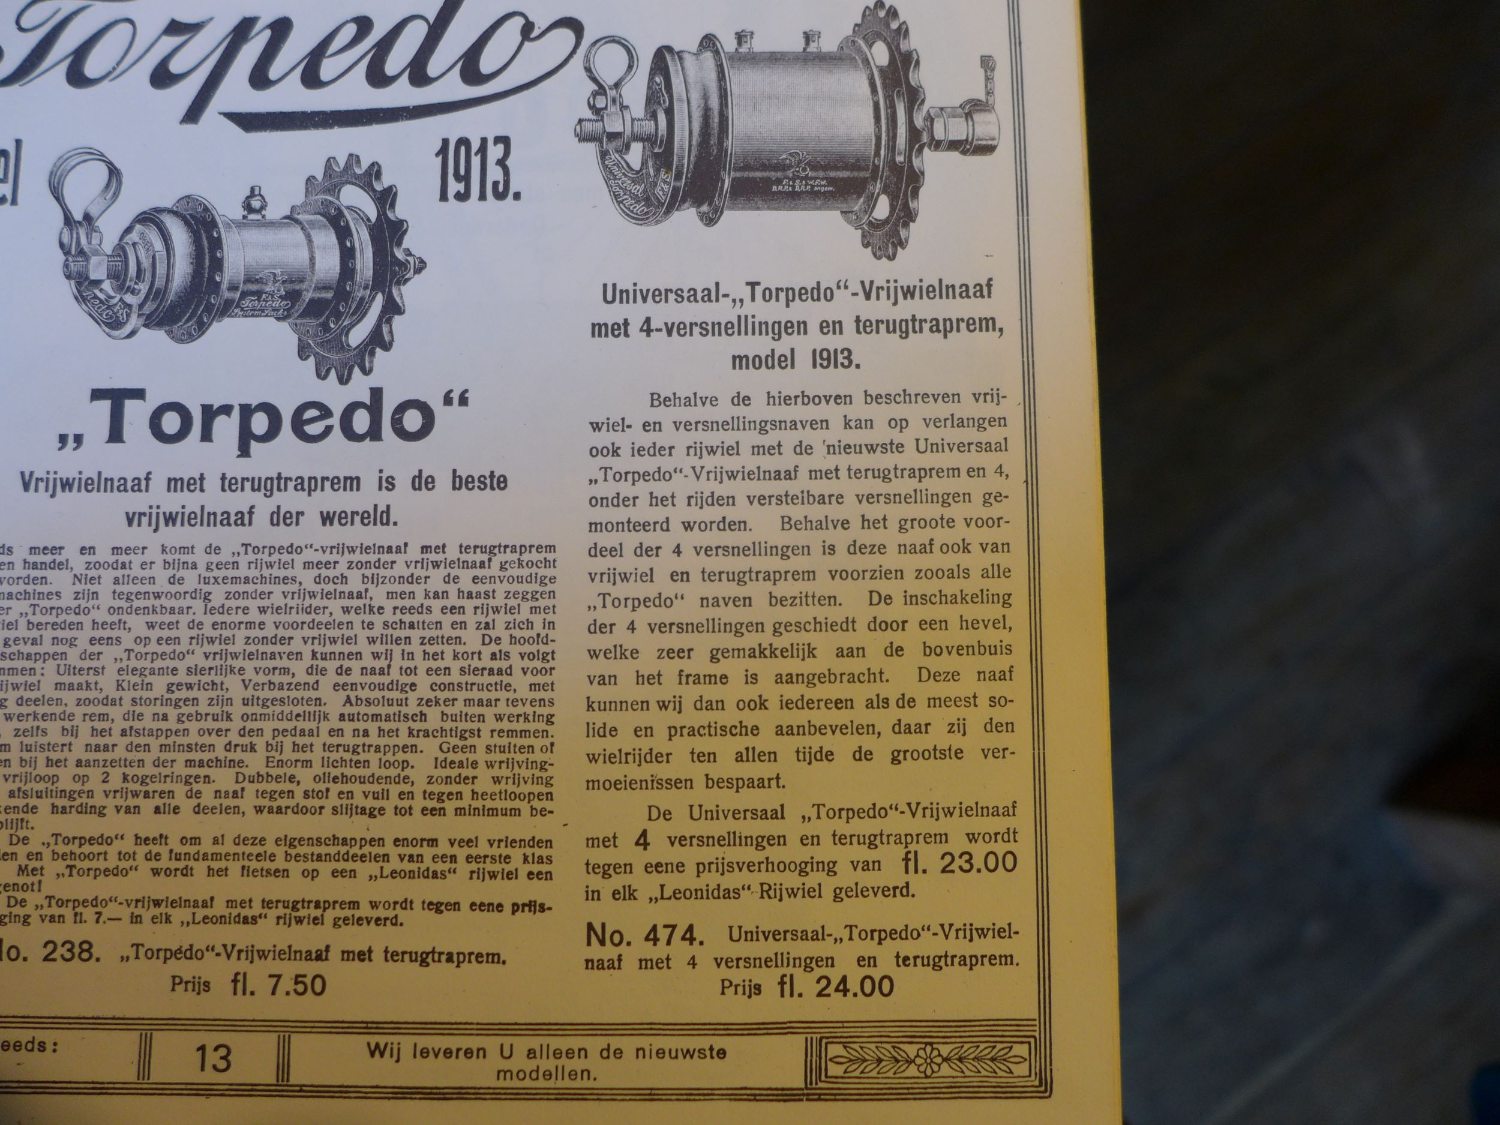 Torpedo
1913.
Universal
Torpedo
F.&S.
F&S
Torpedo
System Sachs
„Torpedo“
Vrijwielnaaf met terugtraprem is de beste
vrijwielnaaf der wereld.
meer en meer komt de „Torpedo“-vrijwielnaaf met terugtraprem
en handel, zoodat er bijna geen rijwiel meer zonder vrijwielnaaf gekocht
worden. Niet alleen de luxemachines, doch bijzonder de eenvoudige
machines zijn tegenwoordig zonder vrijwielnaaf, men kan haast zeggen
„Torpedo“ ondenkbaar. Iedere wielrijder, welke reeds een rijwiel met
bereden heeft, weet de enorme voordeelen te schatten en zal zich in
geval nog eens op een rijwiel zonder vrijwiel willen zetten. De hoofd-
schappen der „Torpedo“ vrijwielnaven kunnen wij in het kort als volgt
Uiterst elegante sierlijke vorm, die de naaf tot een sieraad voor
maakt, Klein gewicht, Verbazend eenvoudige constructie, met
deelen, zoodat storingen zijn uitgesloten. Absoluut zeker maar tevens
werkende rem, die na gebruik onmiddellijk automatisch buiten werking
zelfs bij het afstappen over den pedaal en na het krachtigst remmen.
luistert naar den minsten druk bij het terugtrappen. Geen stuiten of
bij het aanzetten der machine. Enorm lichten loop. Ideale wrijving-
vrijloop op 2 kogelringen. Dubbele, oliehoudende, zonder wrijving
afsluitingen vrijwaren de naaf tegen stof en vuil en tegen heetloopen
harding van alle deelen, waardoor slijtage tot een minimum be-
blijft.
De „Torpedo“ heeft om al deze eigenschappen enorm veel vrienden
en behoort tot de fundamenteele bestanddeelen van een eerste klas
Met „Torpedo“ wordt het fietsen op een „Leonidas“ rijwiel een
genot!
De „Torpedo“-vrijwielnaaf met terugtraprem wordt tegen eene prijs-
ging van fl. 7.— in elk „Leonidas“ rijwiel geleverd.
No. 238. „Torpedo“-Vrijwielnaaf met terugtraprem.
Prijs fl. 7.50
Universaal-„Torpedo“-Vrijwielnaaf
met 4-versnellingen en terugtraprem,
model 1913.
Behalve de hierboven beschreven vrij-
wiel- en versnellingsnaven kan op verlangen
ook ieder rijwiel met de nieuwste Universaal
„Torpedo“-Vrijwielnaaf met terugtraprem en 4,
onder het rijden verstelbare versnellingen ge-
monteerd worden. Behalve het groote voor-
deel der 4 versnellingen is deze naaf ook van
vrijwiel en terugtraprem voorzien zooals alle
„Torpedo“ naven bezitten. De inschakeling
der 4 versnellingen geschiedt door een hevel,
welke zeer gemakkelijk aan de bovenbuis
van het frame is aangebracht. Deze naaf
kunnen wij dan ook iedereen als de meest so-
lide en practische aanbevelen, daar zij den
wielrijder ten allen tijde de grootste ver-
moeienissen bespaart.
De Universaal „Torpedo“-Vrijwielnaaf
met 4 versnellingen en terugtraprem wordt
tegen eene prijsverhooging van fl. 23.00
in elk „Leonidas“ Rijwiel geleverd.
No. 474. Universaal-„Torpedo“-Vrijwiel-
naaf met 4 versnellingen en terugtraprem.
Prijs fl. 24.00
eeds:
13
Wij leveren U alleen de nieuwste
modellen.